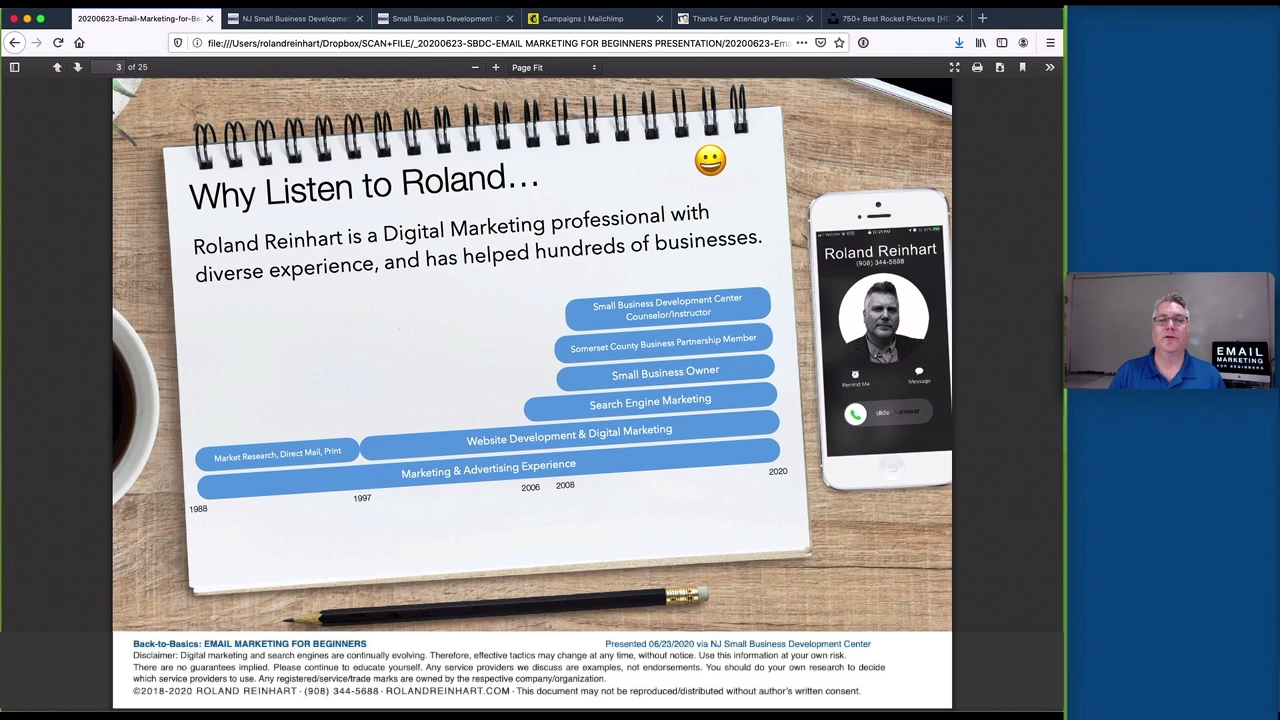 20200623-Email-Marketing-for-Be
NJ Small Business Developmen
Small Business Development C
Campaigns | Mailchimp
Thanks For Attending! Please F
750+ Best Rocket Pictures [HD
file:///Users/rolandreinhart/Dropbox/SCAN+FILE/_20200623-SBDC-EMAIL MARKETING FOR BEGINNERS PRESENTATION/20200623-Em
3 of 25
Page Fit
Why Listen to Roland...
Roland Reinhart is a Digital Marketing professional with
diverse experience, and has helped hundreds of businesses.
Small Business Development Center
Counselor/Instructor
Somerset County Business Partnership Member
Small Business Owner
Search Engine Marketing
Website Development & Digital Marketing
Market Research, Direct Mail, Print
Marketing & Advertising Experience
1988
1997
2006
2008
2020
Roland Reinhart
(908) 344-5688
Remind Me
Message
slide to answer
EMAIL
MARKETING
FOR BEGINNERS
Back-to-Basics: EMAIL MARKETING FOR BEGINNERS
Presented 06/23/2020 via NJ Small Business Development Center
Disclaimer: Digital marketing and search engines are continually evolving. Therefore, effective tactics may change at any time, without notice. Use this information at your own risk.
There are no guarantees implied. Please continue to educate yourself. Any service providers we discuss are examples, not endorsements. You should do your own research to decide
which service providers to use. Any registered/service/trade marks are owned by the respective company/organization.
©2018-2020 ROLAND REINHART · (908) 344-5688 · ROLANDREINHART.COM · This document may not be reproduced/distributed without author's written consent.